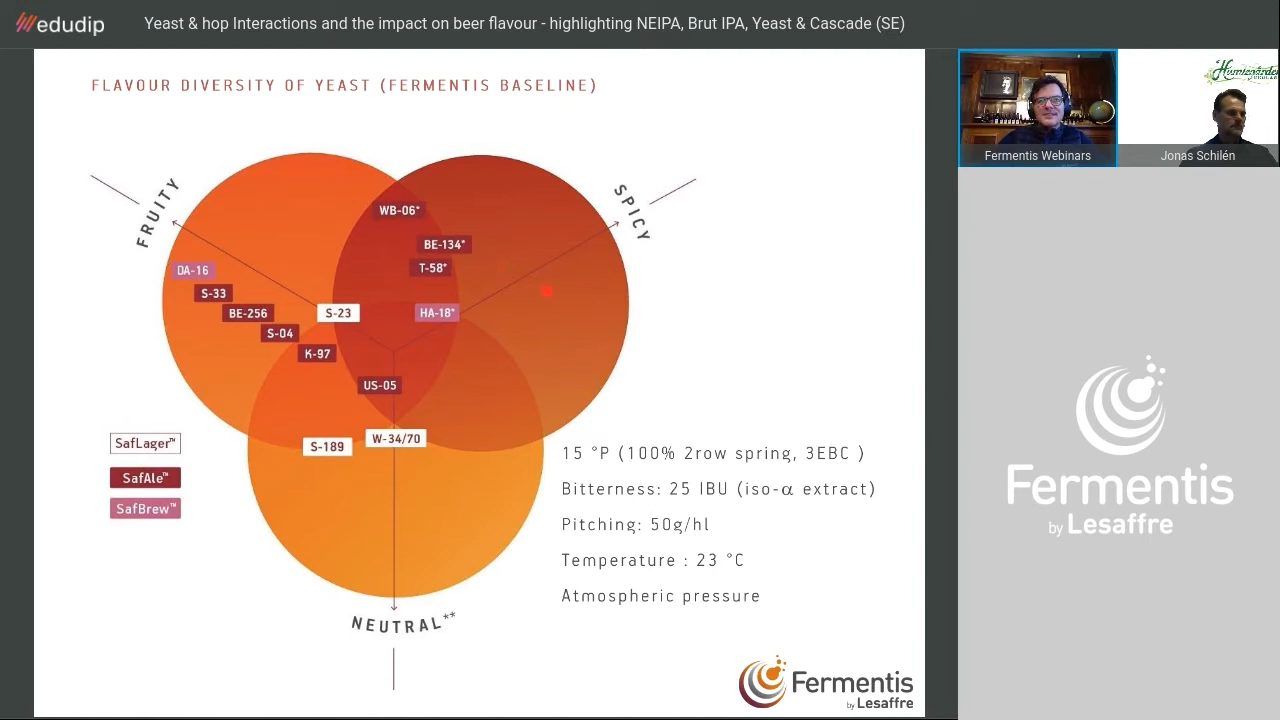 edudip
Yeast & hop Interactions and the impact on beer flavour - highlighting NEIPA, Brut IPA, Yeast & Cascade (SE)
FLAVOUR DIVERSITY OF YEAST (FERMENTIS BASELINE)
FRUITY
SPICY
WB-06*
BE-134*
T-58*
DA-16
S-33
BE-256
S-23
HA-18*
S-04
K-97
US-05
S-189
W-34/70
NEUTRAL**
SafLager™
SafAle™
SafBrew™
15 °P (100% 2row spring, 3EBC )
Bitterness: 25 IBU (iso-α extract)
Pitching: 50g/hl
Temperature : 23 °C
Atmospheric pressure
Fermentis
by Lesaffre
Fermentis Webinars
Jonas Schilén
Fermentis
by Lesaffre